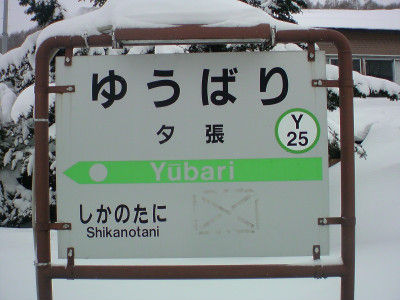 ゆうばり
夕張
Y
25
Yūbari
しかのたに
Shikanotani